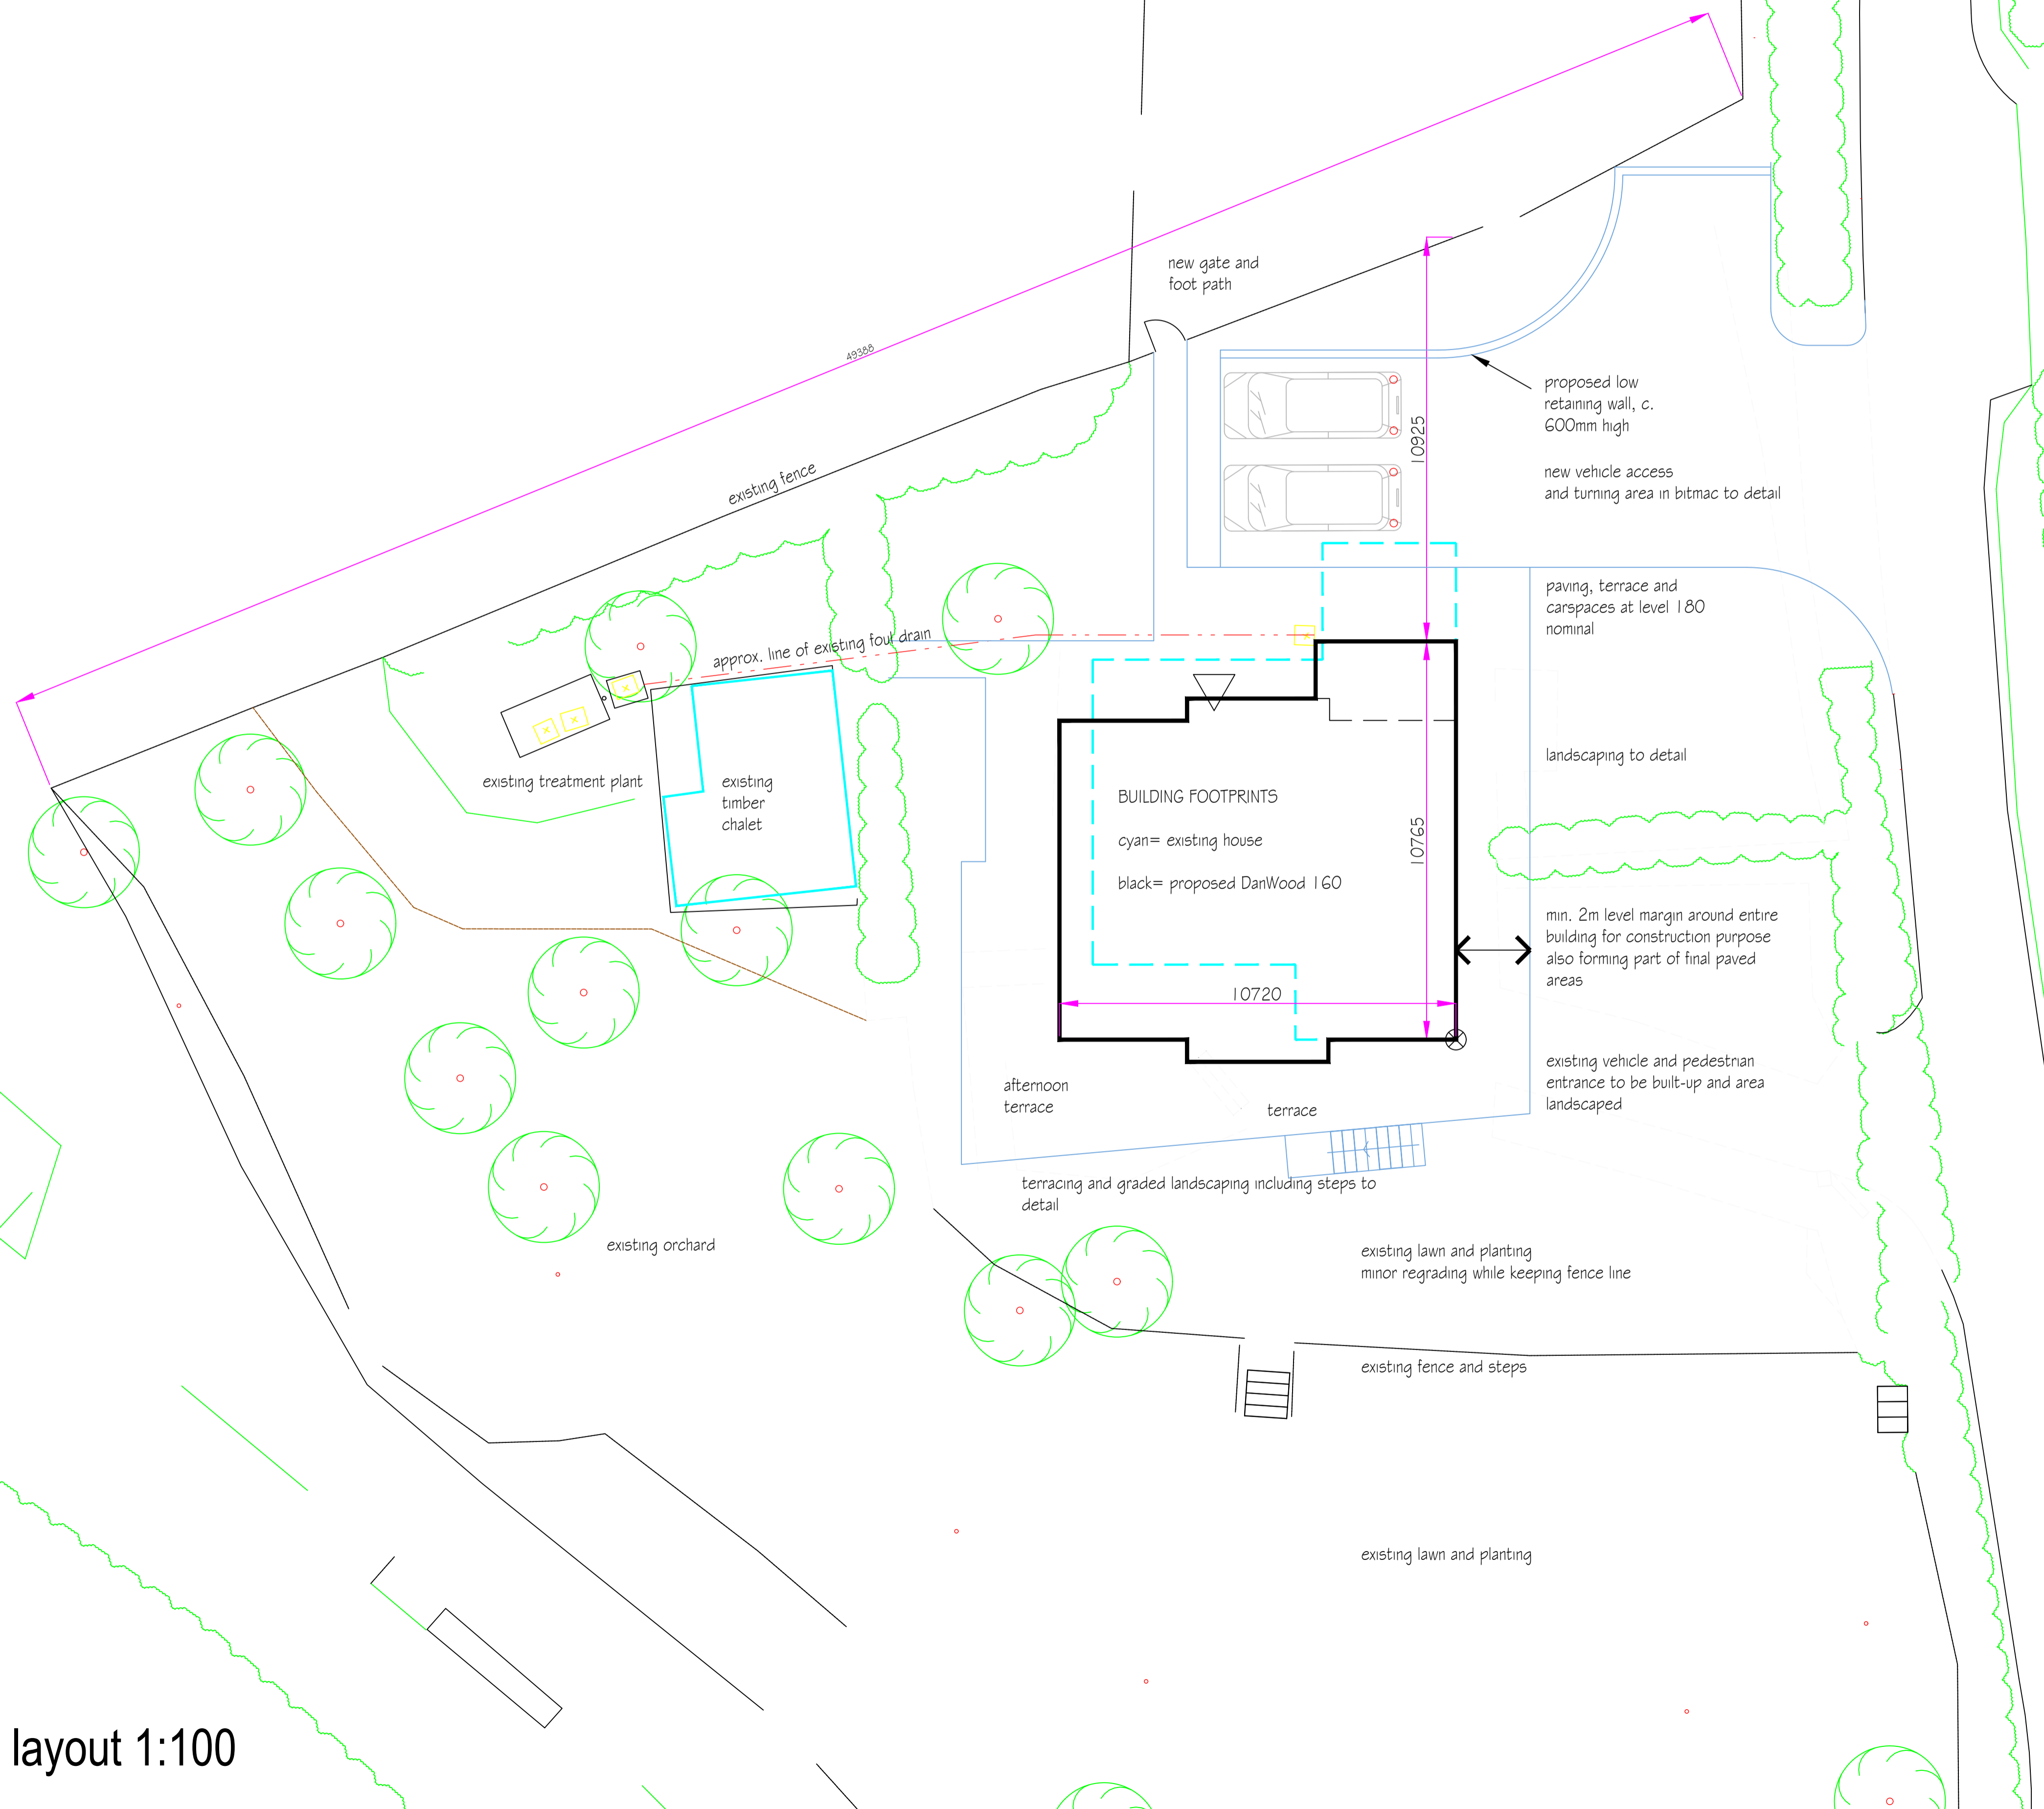 new gate and
foot path
49388
existing fence
10925
proposed low
retaining wall, c.
600mm high
new vehicle access
and turning area in bitmac to detail
approx. line of existing foul drain
paving, terrace and
carspaces at level 180
nominal
existing treatment plant
existing
timber
chalet
landscaping to detail
BUILDING FOOTPRINTS
cyan= existing house
black= proposed DanWood 160
10765
10720
min. 2m level margin around entire
building for construction purpose
also forming part of final paved
areas
afternoon
terrace
terrace
existing vehicle and pedestrian
entrance to be built-up and area
landscaped
terracing and graded landscaping including steps to
detail
existing orchard
existing lawn and planting
minor regrading while keeping fence line
existing fence and steps
existing lawn and planting
layout 1:100